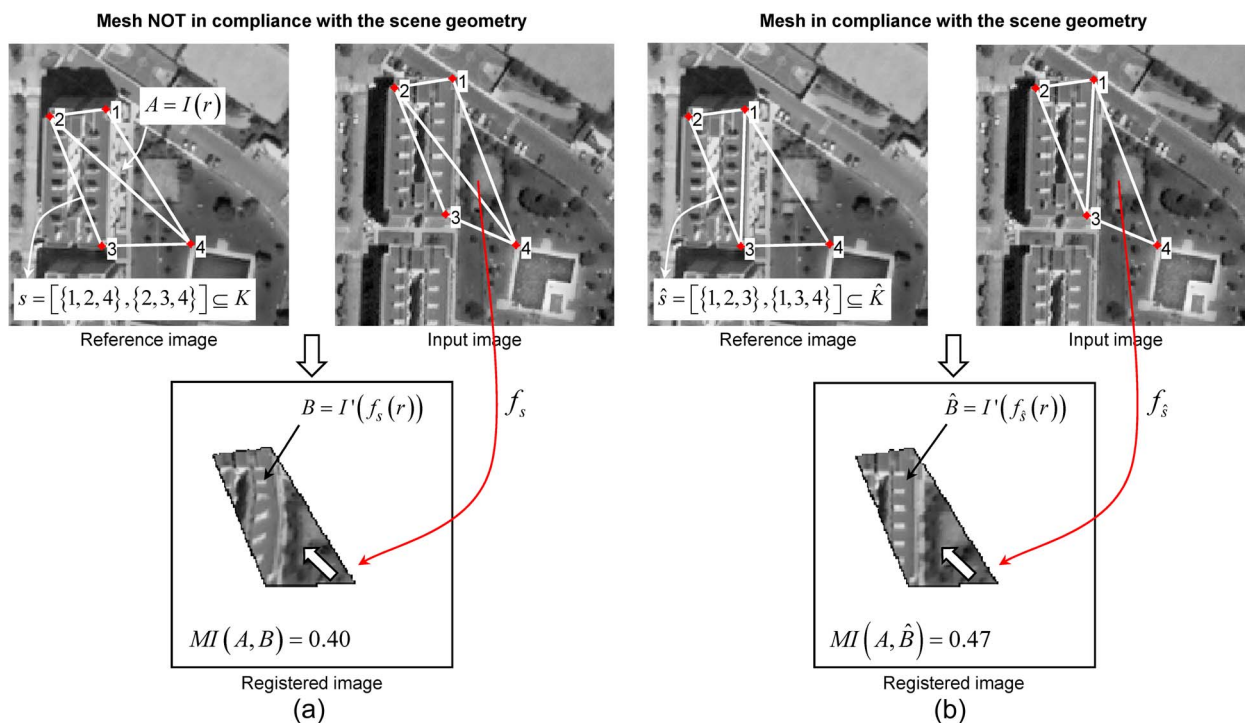 Mesh NOT in compliance with the scene geometry
2
1
A = I(r)
3
4
s = [{1,2,4},{2,3,4}] ⊆ K
Reference image
1
2
3
4
Input image
f_s
B = I'(f_s(r))
MI(A,B) = 0.40
Registered image
(a)
Mesh in compliance with the scene geometry
2
1
3
4
ŝ = [{1,2,3},{1,3,4}] ⊆ K̂
Reference image
1
2
3
4
Input image
f_ŝ
B̂ = I'(f_ŝ(r))
MI(A,B̂) = 0.47
Registered image
(b)